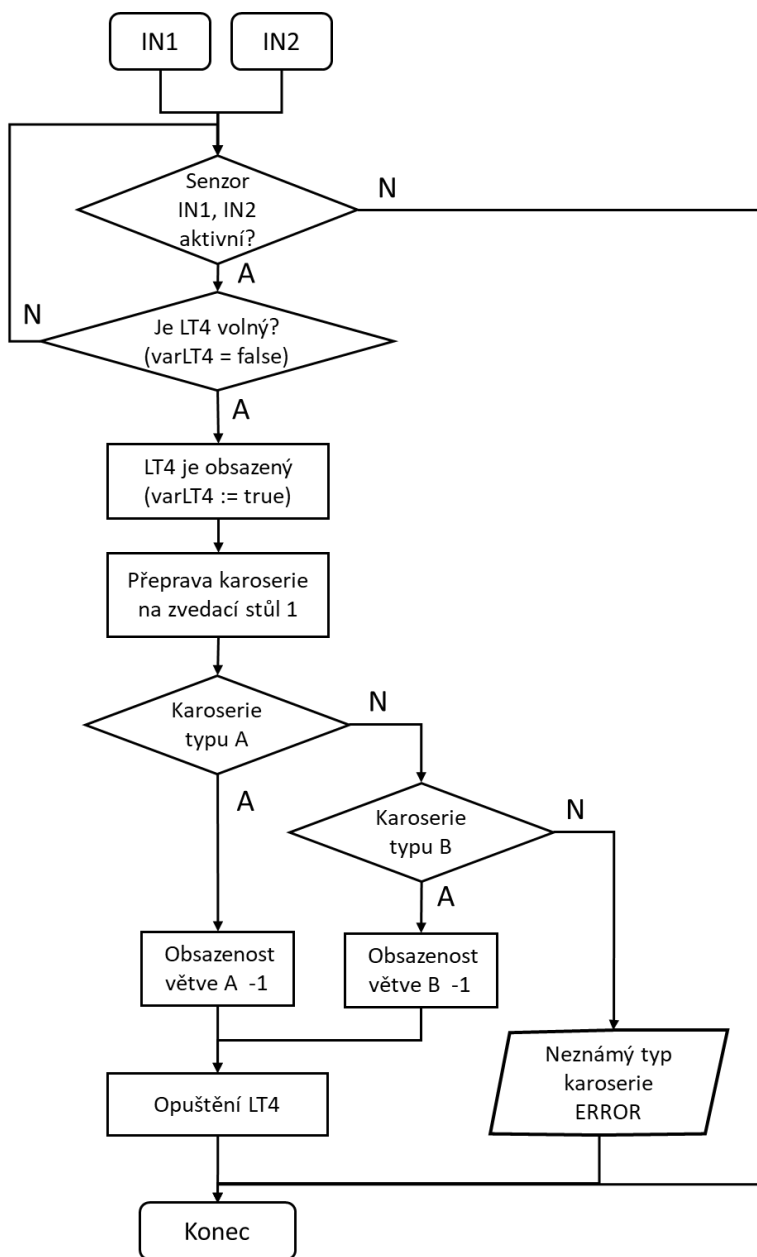 IN1
IN2
Senzor
IN1, IN2
aktivní?
N
A
N
Je LT4 volný?
(varLT4 = false)
A
LT4 je obsazený
(varLT4 := true)
Přeprava karoserie
na zvedací stůl 1
Karoserie
typu A
N
A
Karoserie
typu B
N
A
Obsazenost
větve A -1
Obsazenost
větve B -1
Neznámý typ
karoserie
ERROR
Opuštění LT4
Konec